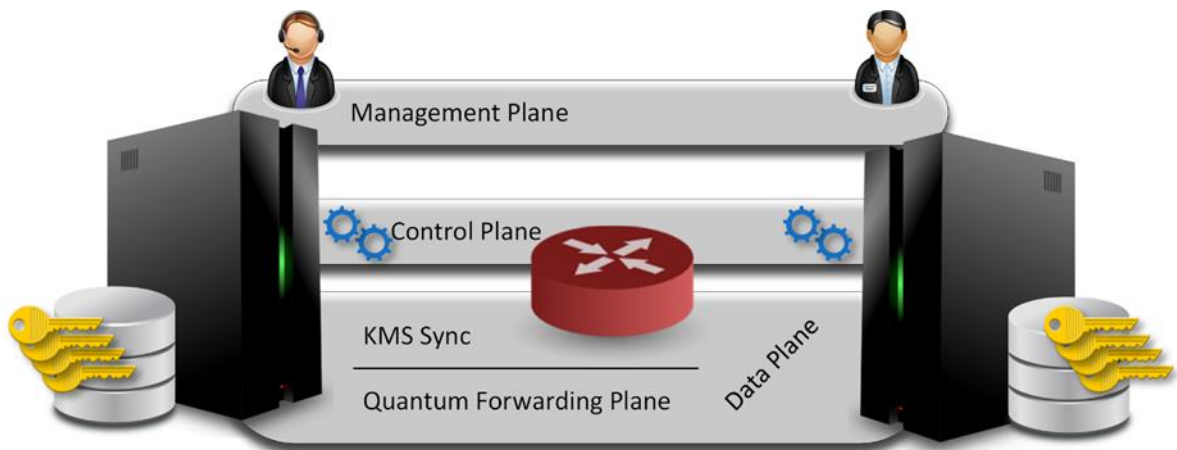 Management Plane
Control Plane
KMS Sync
Quantum Forwarding Plane
Data Plane